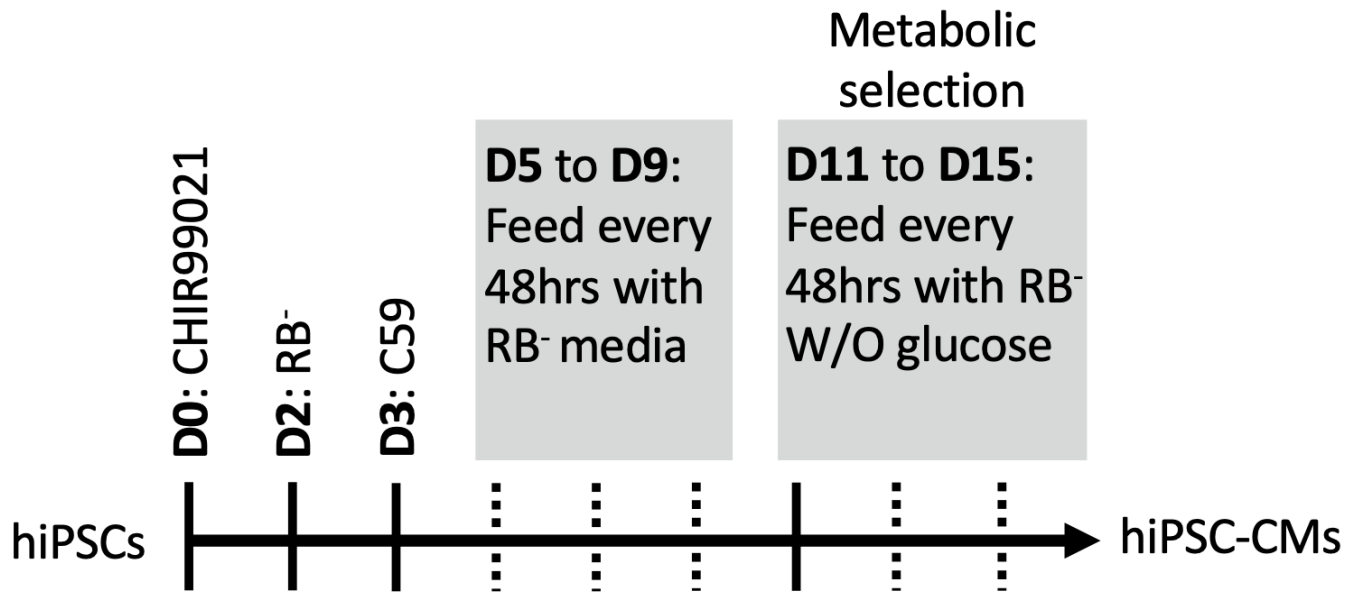 Metabolic
selection
D0: CHIR99021
D2: RB⁻
D3: C59
D5 to D9:
Feed every
48hrs with
RB⁻ media
D11 to D15:
Feed every
48hrs with RB⁻
W/O glucose
hiPSCs
hiPSC-CMs